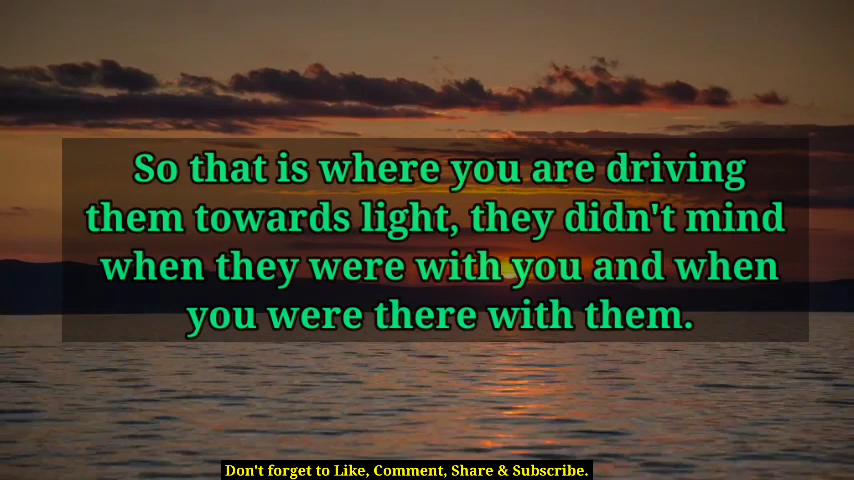 So that is where you are driving
them towards light, they didn't mind
when they were with you and when
you were there with them.
Don't forget to Like, Comment, Share & Subscribe.